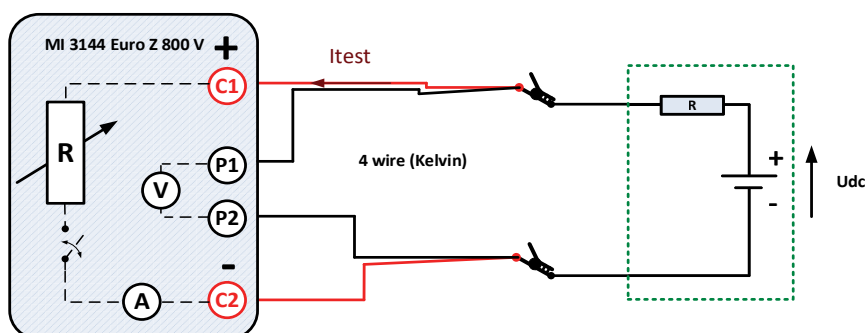 MI 3144 Euro Z 800 V
+
Itest
C1
R
R
P1
4 wire (Kelvin)
V
+
Udc
P2
-
-
A
C2